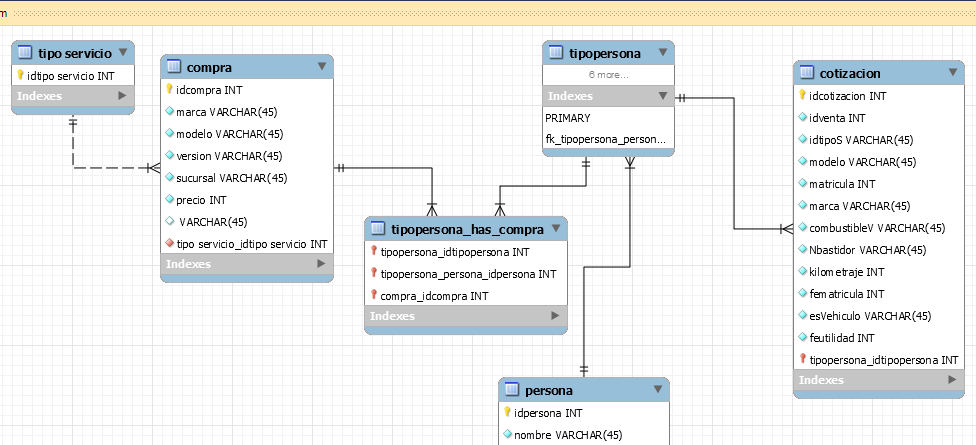 m
tipo servicio
idtipo servicio INT
Indexes
compra
idcompra INT
marca VARCHAR(45)
modelo VARCHAR(45)
version VARCHAR(45)
sucursal VARCHAR(45)
precio INT
VARCHAR(45)
tipo servicio_idtipo servicio INT
Indexes
tipopersona
6 more...
Indexes
PRIMARY
fk_tipopersona_person...
tipopersona_has_compra
tipopersona_idtipopersona INT
tipopersona_persona_idpersona INT
compra_idcompra INT
Indexes
persona
idpersona INT
nombre VARCHAR(45)
cotizacion
idcotizacion INT
idventa INT
idtipoS VARCHAR(45)
modelo VARCHAR(45)
matricula INT
marca VARCHAR(45)
combustibleV VARCHAR(45)
Nbastidor VARCHAR(45)
kilometraje INT
fematricula INT
esVehiculo VARCHAR(45)
feutilidad INT
tipopersona_idtipopersona INT
Indexes